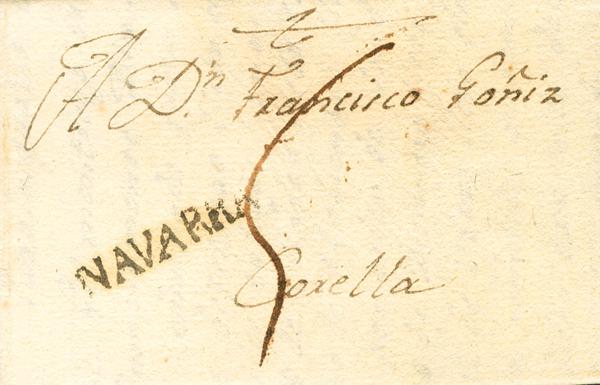 A Dn. Francisco Goñiz
NAVARRA
Corella